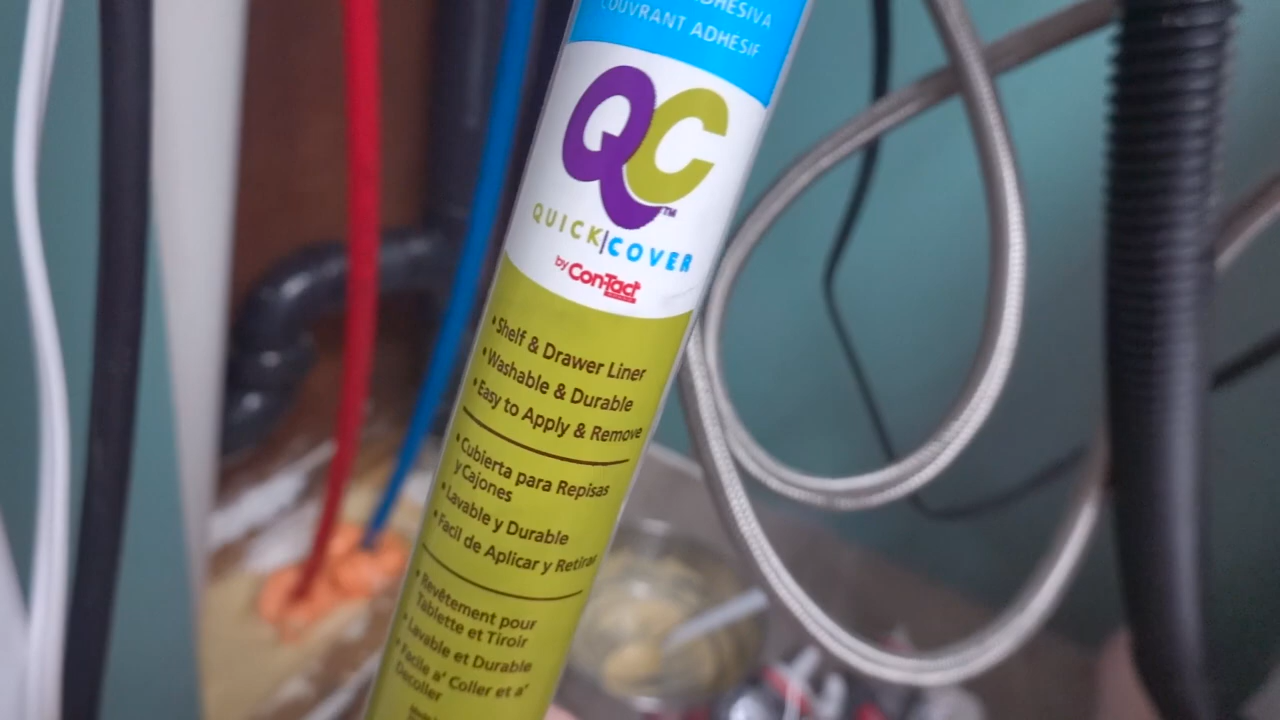 ADHESIVA
COUVRANT ADHESIF
QC™
QUICK|COVER
by Con-Tact
• Shelf & Drawer Liner
• Washable & Durable
• Easy to Apply & Remove
• Cubierta para Repisas
y Cajones
• Lavable y Durable
• Facil de Aplicar y Retirar
• Revêtement pour
Tablette et Tiroir
• Lavable et Durable
• Facile a' Coller et a'
Decoller